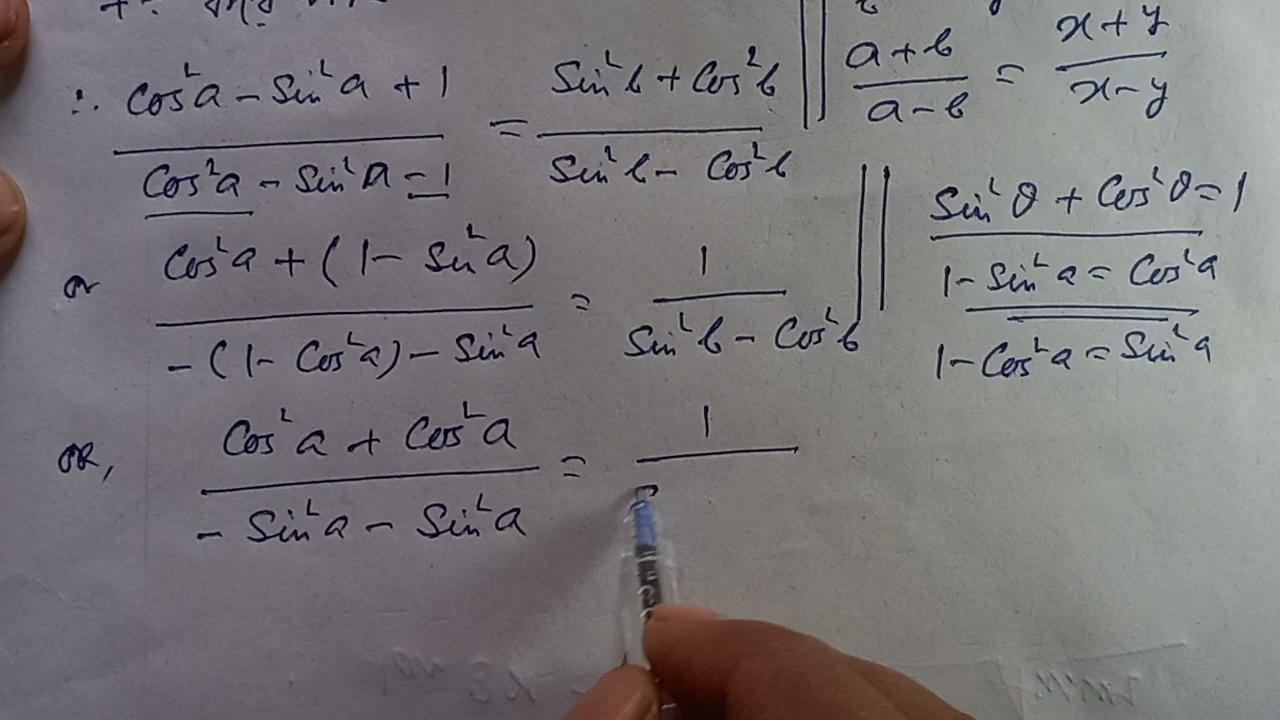 ∴ (cos²a − sin²a + 1)/(cos²a − sin²a − 1) = (sin²b + cos²b)/(sin²b − cos²b)
or (cos²a + (1 − sin²a))/(−(1 − cos²a) − sin²a) = 1/(sin²b − cos²b)
OR, (cos²a + cos²a)/(−sin²a − sin²a) = 1/
(a+b)/(a−b) = (x+y)/(x−y)
sin²θ + cos²θ = 1
1 − sin²a = cos²a
1 − cos²a = sin²a